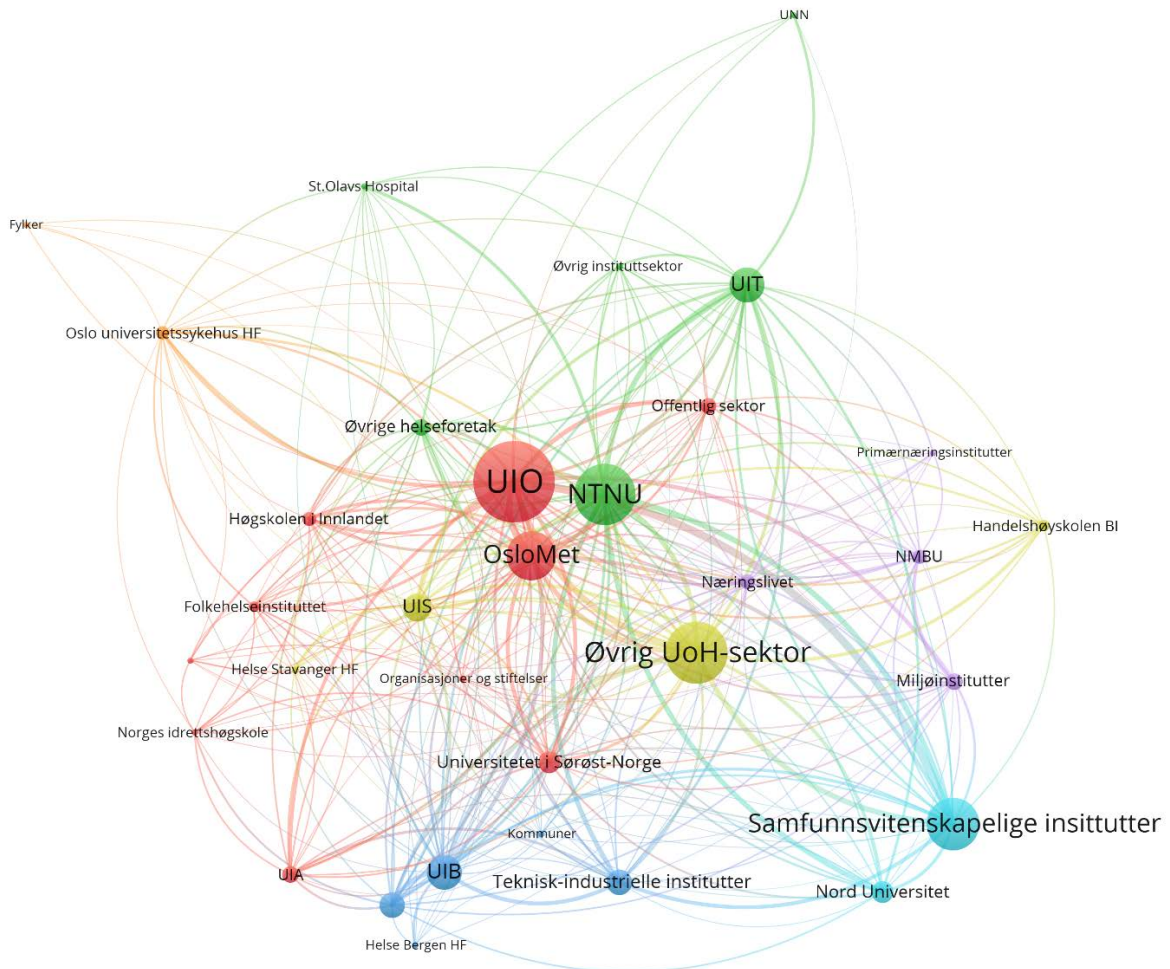 UNN
St.Olavs Hospital
Fylker
Øvrig instituttsektor
UIT
Oslo universitetssykehus HF
Offentlig sektor
Øvrige helseforetak
Primærnæringsinstitutter
UIO
NTNU
Høgskolen i Innlandet
Handelshøyskolen BI
OsloMet
NMBU
Næringslivet
Folkehelseinstituttet
UIS
Øvrig UoH-sektor
Helse Stavanger HF
Organisasjoner og stiftelser
Miljøinstitutter
Norges idrettshøgskole
Universitetet i Sørøst-Norge
Samfunnsvitenskapelige insittutter
Kommuner
UIA
UIB
Teknisk-industrielle institutter
Nord Universitet
Helse Bergen HF